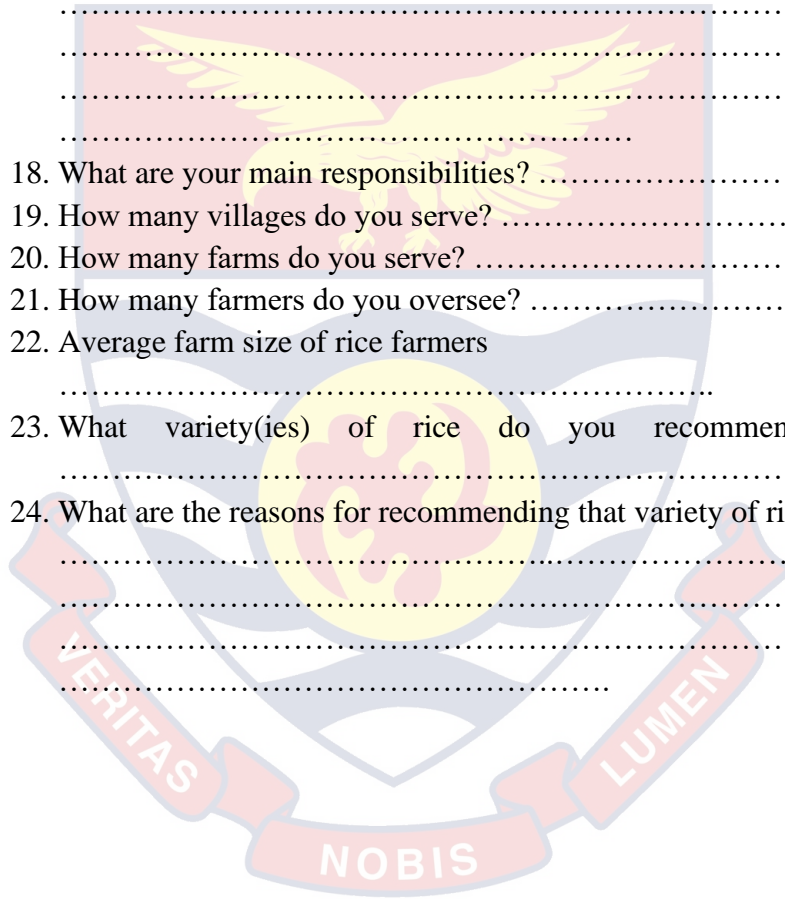 ……………………………………………………………………
……………………………………………………………………
……………………………………………………………………
………………………………………………………
18. What are your main responsibilities? ……………………
19. How many villages do you serve? …………………………
20. How many farms do you serve? ……………………………
21. How many farmers do you oversee? ………………………
22. Average farm size of rice farmers
……………………………………………………………..
23. What variety(ies) of rice do you
……………………………………………………………………
24. What are the reasons for recommending that variety of
……………………………………………..……………………
……………………………………………………………………
……………………………………………………………………
…………………………………………………….
VERITAS
NOBIS
LUMEN